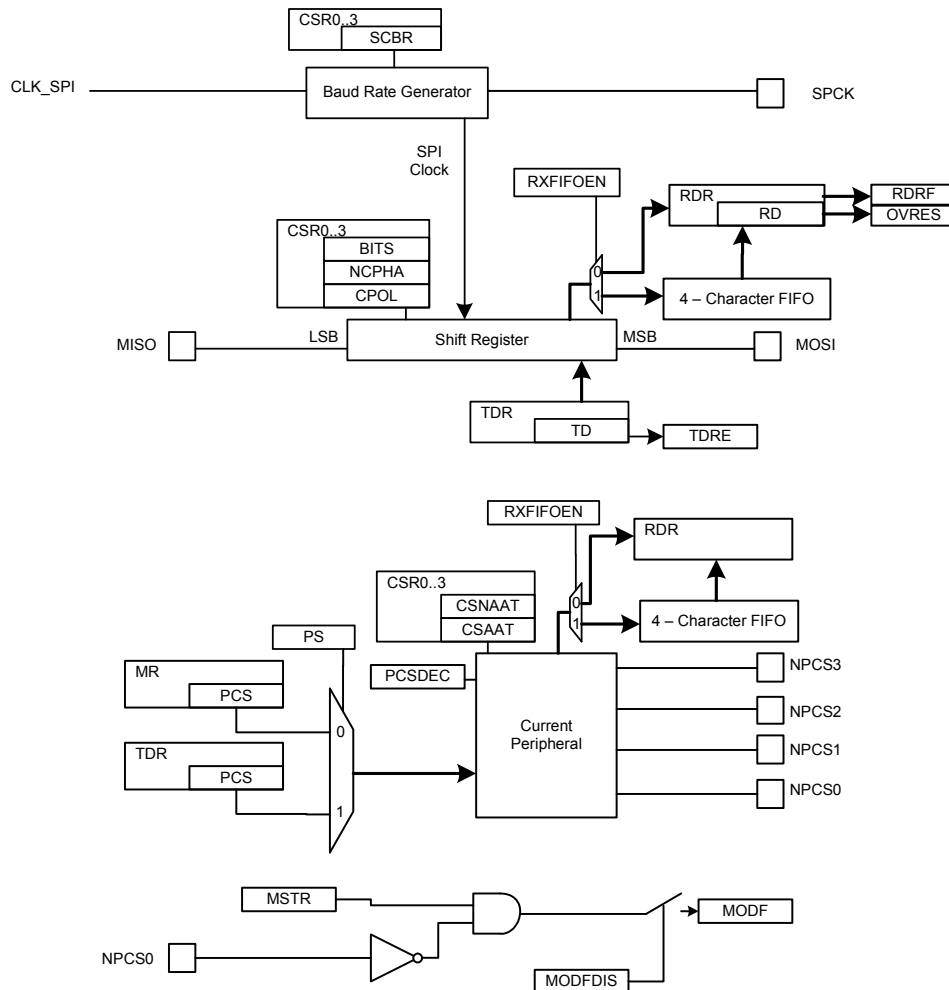 CSR0..3
SCBR
CLK_SPI
Baud Rate Generator
SPCK
SPI
Clock
RXFIFOEN
RDR
RD
RDRF
OVRES
CSR0..3
BITS
NCPHA
CPOL
0
1
4 – Character FIFO
MISO
LSB
Shift Register
MSB
MOSI
TDR
TD
TDRE
RXFIFOEN
RDR
CSR0..3
CSNAAT
CSAAT
0
1
4 – Character FIFO
PS
MR
PCS
PCSDEC
NPCS3
Current
Peripheral
NPCS2
0
TDR
PCS
NPCS1
1
NPCS0
MSTR
MODF
NPCS0
MODFDIS